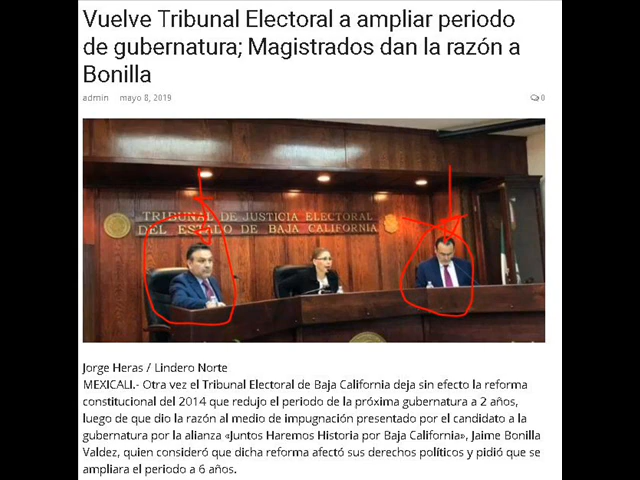 Vuelve Tribunal Electoral a ampliar periodo
de gubernatura; Magistrados dan la razón a
Bonilla
admin mayo 8, 2019 0
TRIBUNAL DE JUSTICIA ELECTORAL
DEL ESTADO DE BAJA CALIFORNIA
Jorge Heras / Lindero Norte
MEXICALI.- Otra vez el Tribunal Electoral de Baja California deja sin efecto la reforma
constitucional del 2014 que redujo el periodo de la próxima gubernatura a 2 años,
luego de que dio la razón al medio de impugnación presentado por el candidato a
la gubernatura por la alianza «Juntos Haremos Historia por Baja California», Jaime Bonilla
Valdez, quien consideró que dicha reforma afectó sus derechos políticos y pidió que se
ampliara el periodo a 6 años.